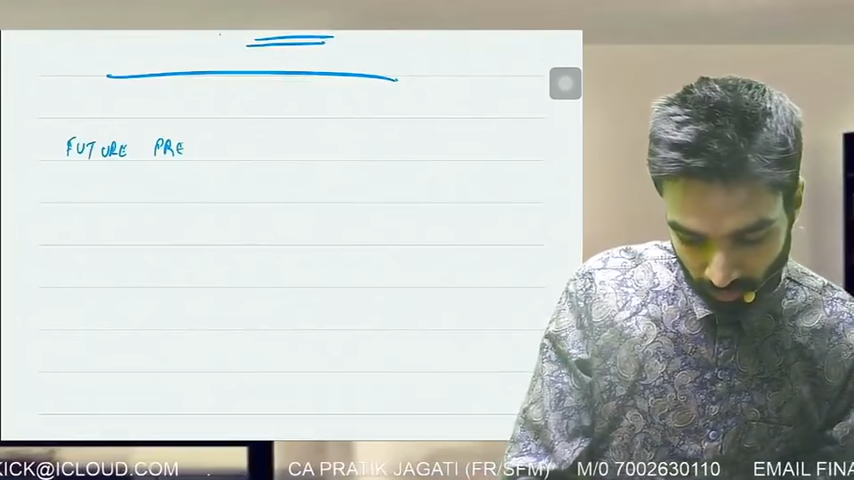 FUTURE PRE
KICK@ICLOUD.COM . CA PRATIK JAGATI (FR/SFM) M/0 7002630110 EMAIL FINA